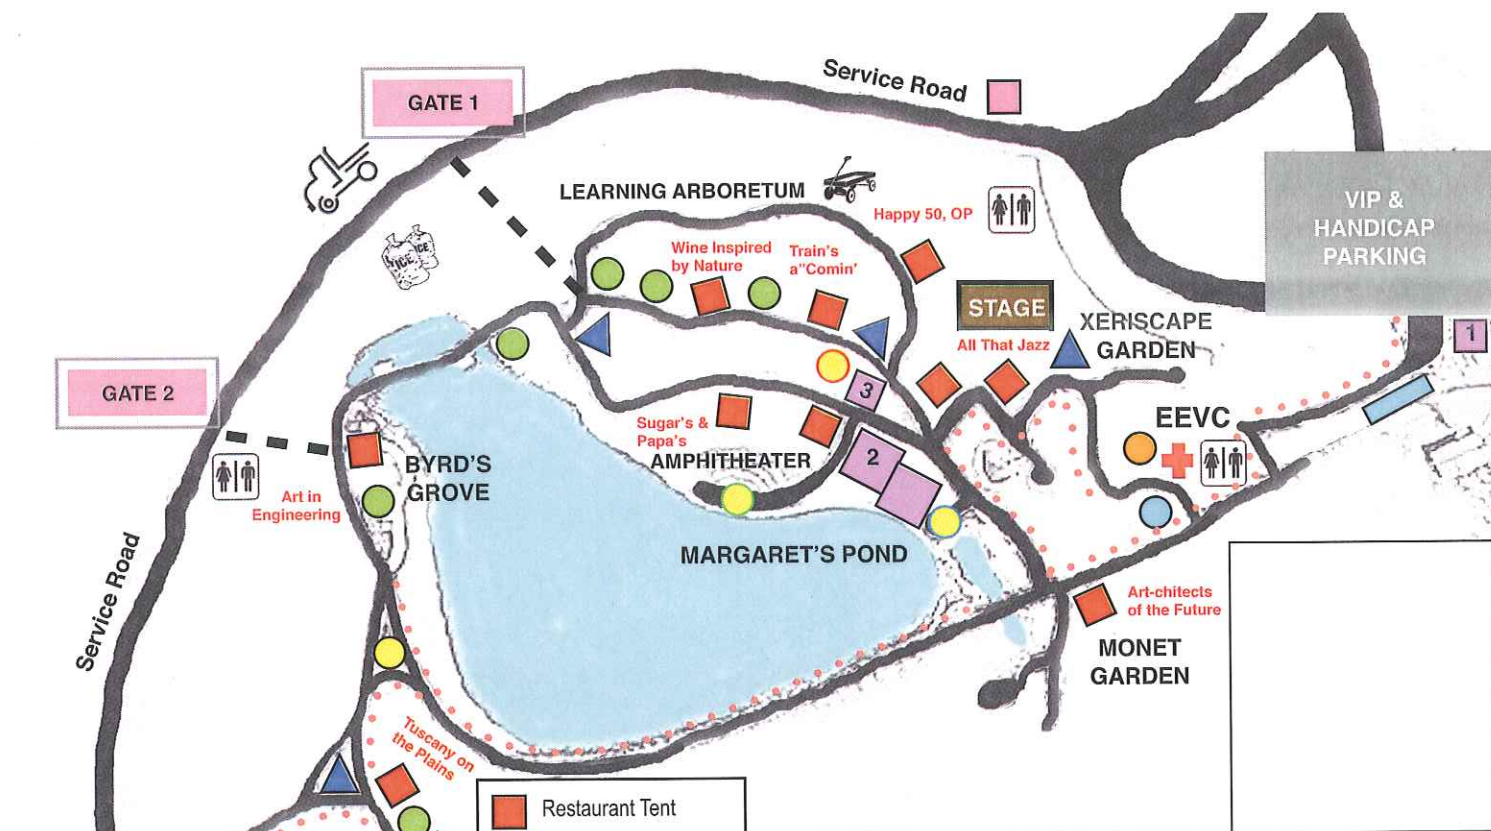 Service Road
GATE 1
LEARNING ARBORETUM
Happy 50, OP
VIP &
HANDICAP
PARKING
Wine Inspired
by Nature
Train's
a"Comin'
ICE
ICE
STAGE
All That Jazz
XERISCAPE
GARDEN
1
GATE 2
3
Sugar's &
Papa's
AMPHITHEATER
2
EEVC
BYRD'S
GROVE
Art in
Engineering
MARGARET'S POND
Service Road
Art-chitects
of the Future
MONET
GARDEN
Tuscany on
the Plains
Restaurant Tent